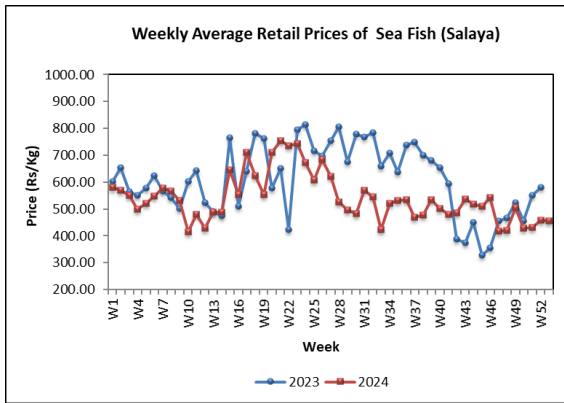 Weekly Average Retail Prices of Sea Fish (Salaya)
Price (Rs/Kg)
1000.00
900.00
800.00
700.00
600.00
500.00
400.00
300.00
200.00
W1 W4 W7 W10 W13 W16 W19 W22 W25 W28 W31 W34 W37 W40 W43 W46 W49 W52
Week
2023 2024